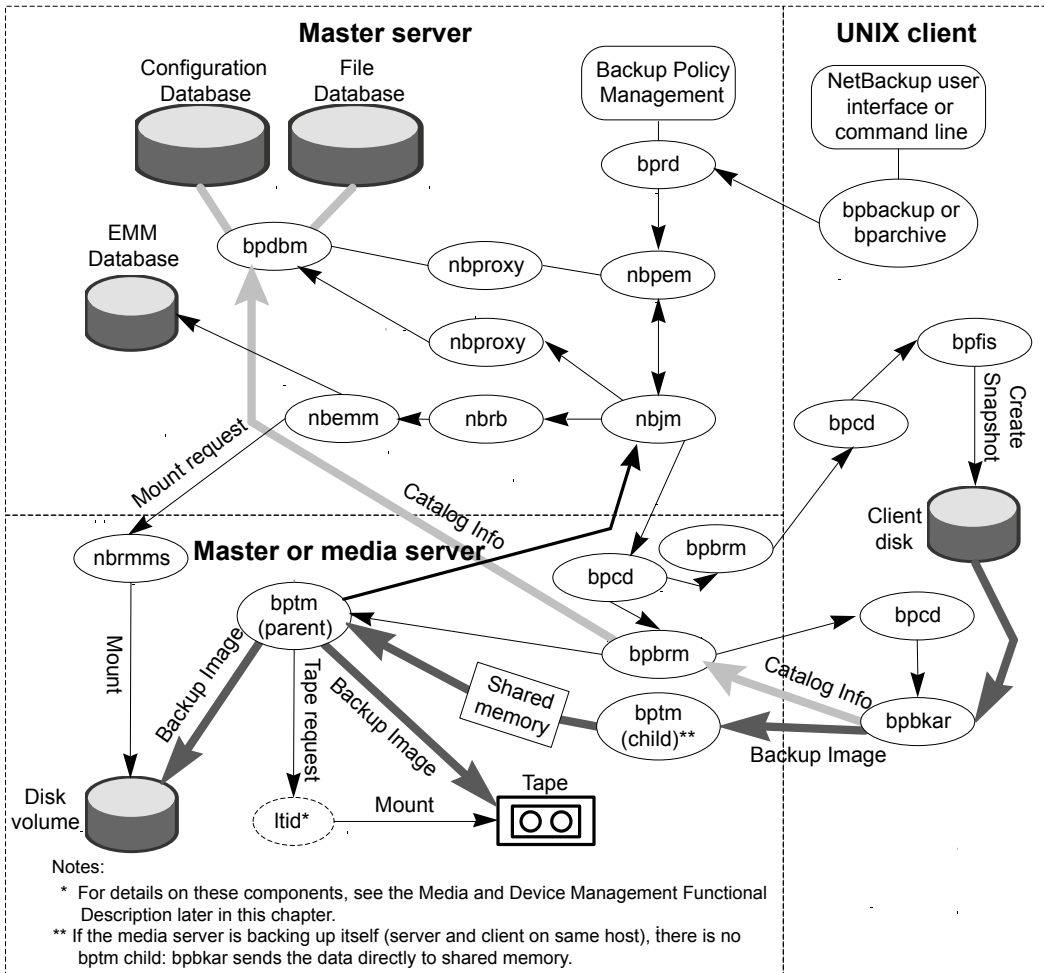 Master server
UNIX client
Configuration
Database
File
Database
Backup Policy
Management
NetBackup user
interface or
command line
bprd
bpbackup or
bparchive
EMM
Database
bpdbm
nbproxy
nbpem
nbproxy
bpfis
Create
Snapshot
nbemm
nbrb
nbjm
bpcd
Mount request
Catalog Info
Client
disk
Master or media server
nbrmms
bpbrm
bpcd
bptm
(parent)
bpcd
bpbrm
Mount
Backup Image
Tape request
Backup Image
Shared
memory
bptm
(child)**
Catalog Info
bpbkar
Backup Image
Disk
volume
ltid*
Mount
Tape
Notes:
* For details on these components, see the Media and Device Management Functional
Description later in this chapter.
** If the media server is backing up itself (server and client on same host), there is no
bptm child: bpbkar sends the data directly to shared memory.